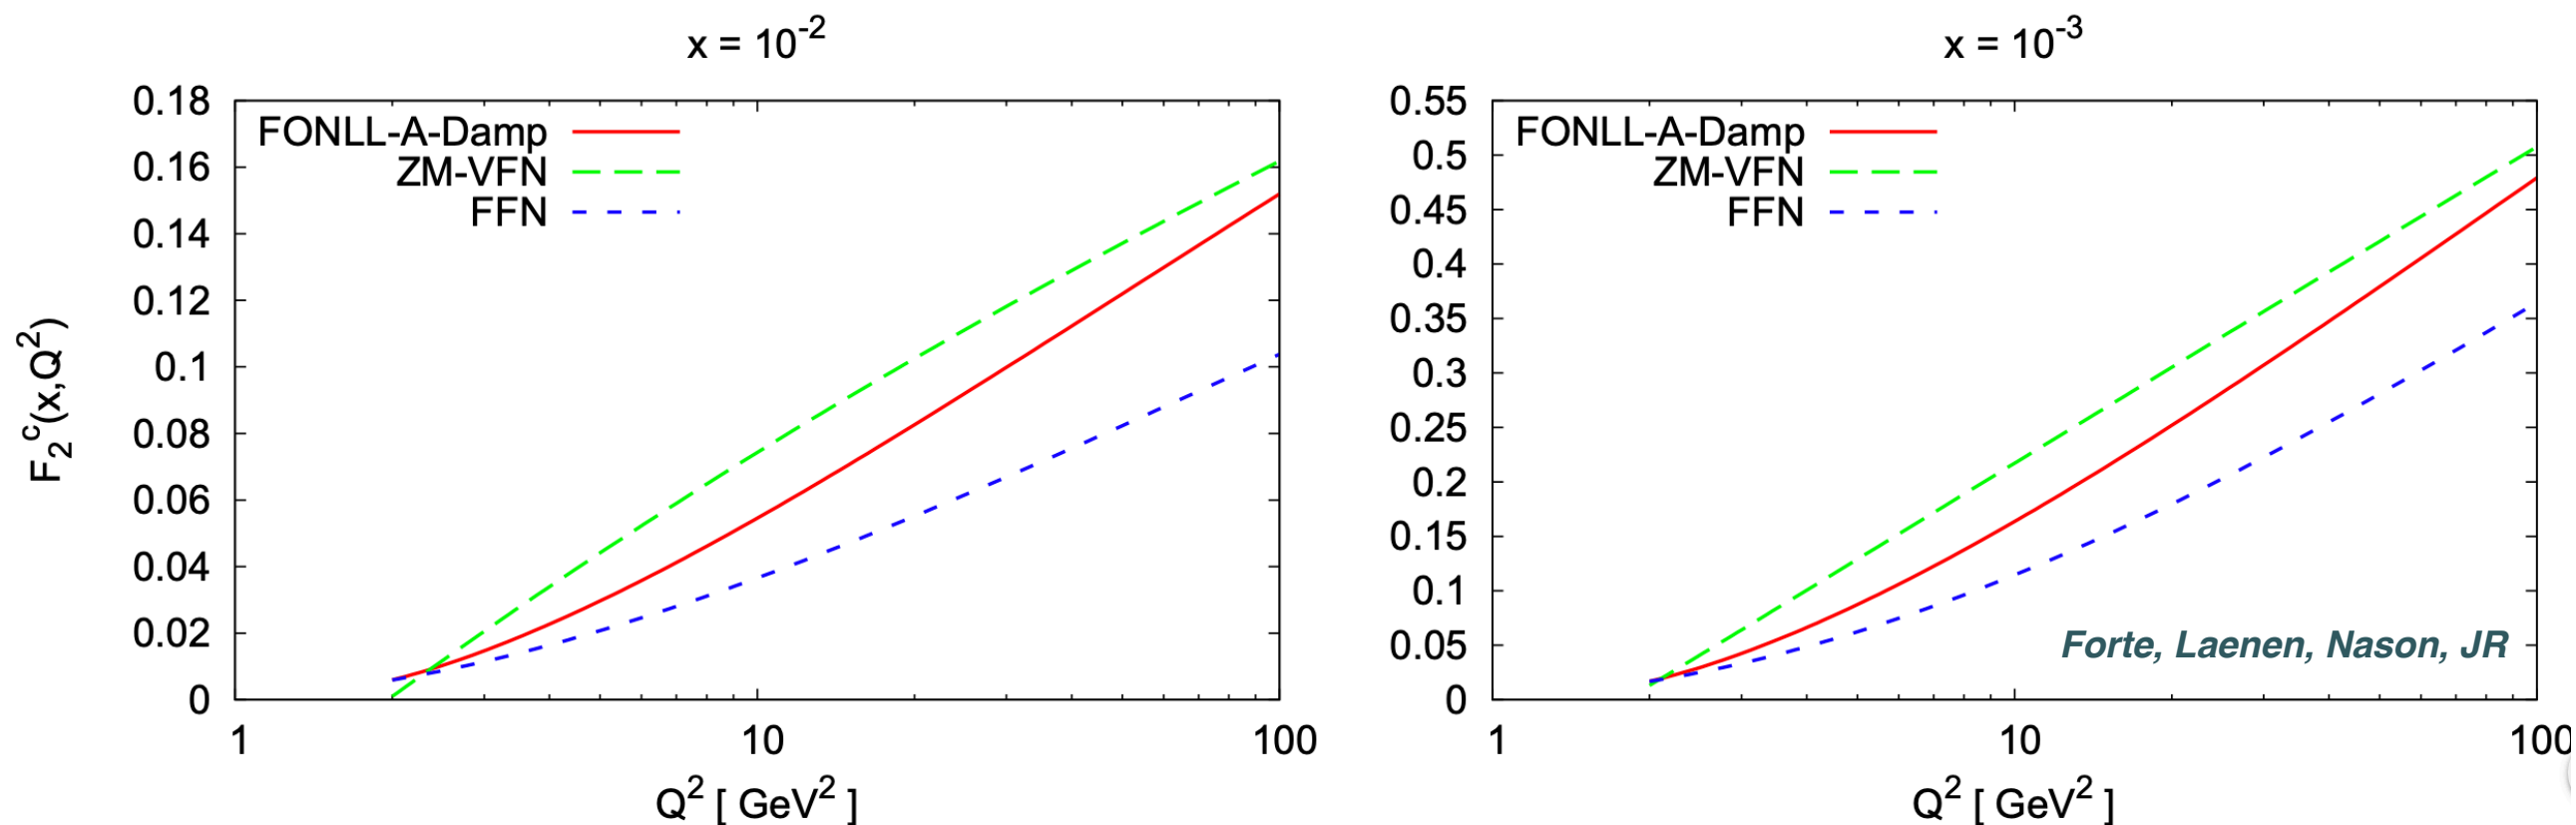 x = 10^-2
0.18
0.16
0.14
0.12
0.1
0.08
0.06
0.04
0.02
0
FONLL-A-Damp
ZM-VFN
FFN
F_2^c(x,Q^2)
1 10 100
Q^2 [ GeV^2 ]
x = 10^-3
0.55
0.5
0.45
0.4
0.35
0.3
0.25
0.2
0.15
0.1
0.05
0
FONLL-A-Damp
ZM-VFN
FFN
Forte, Laenen, Nason, JR
1 10 100
Q^2 [ GeV^2 ]